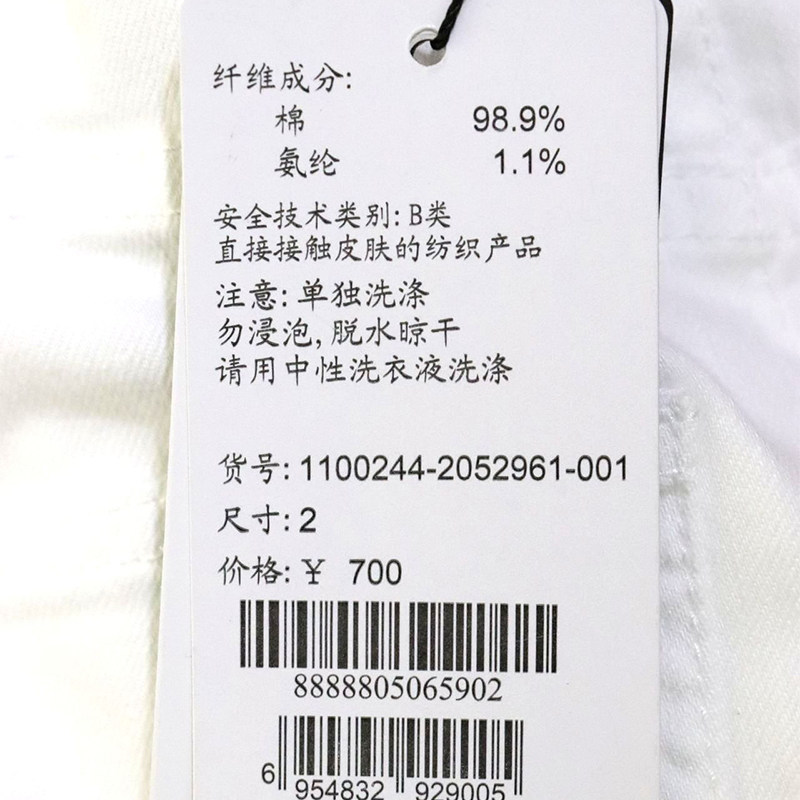 纤维成分:
棉 98.9%
氨纶 1.1%
安全技术类别: B类
直接接触皮肤的纺织产品
注意: 单独洗涤
勿浸泡, 脱水晾干
请用中性洗衣液洗涤
货号: 1100244-2052961-001
尺寸: 2
价格: ¥ 700
8888805065902
6 954832 929005